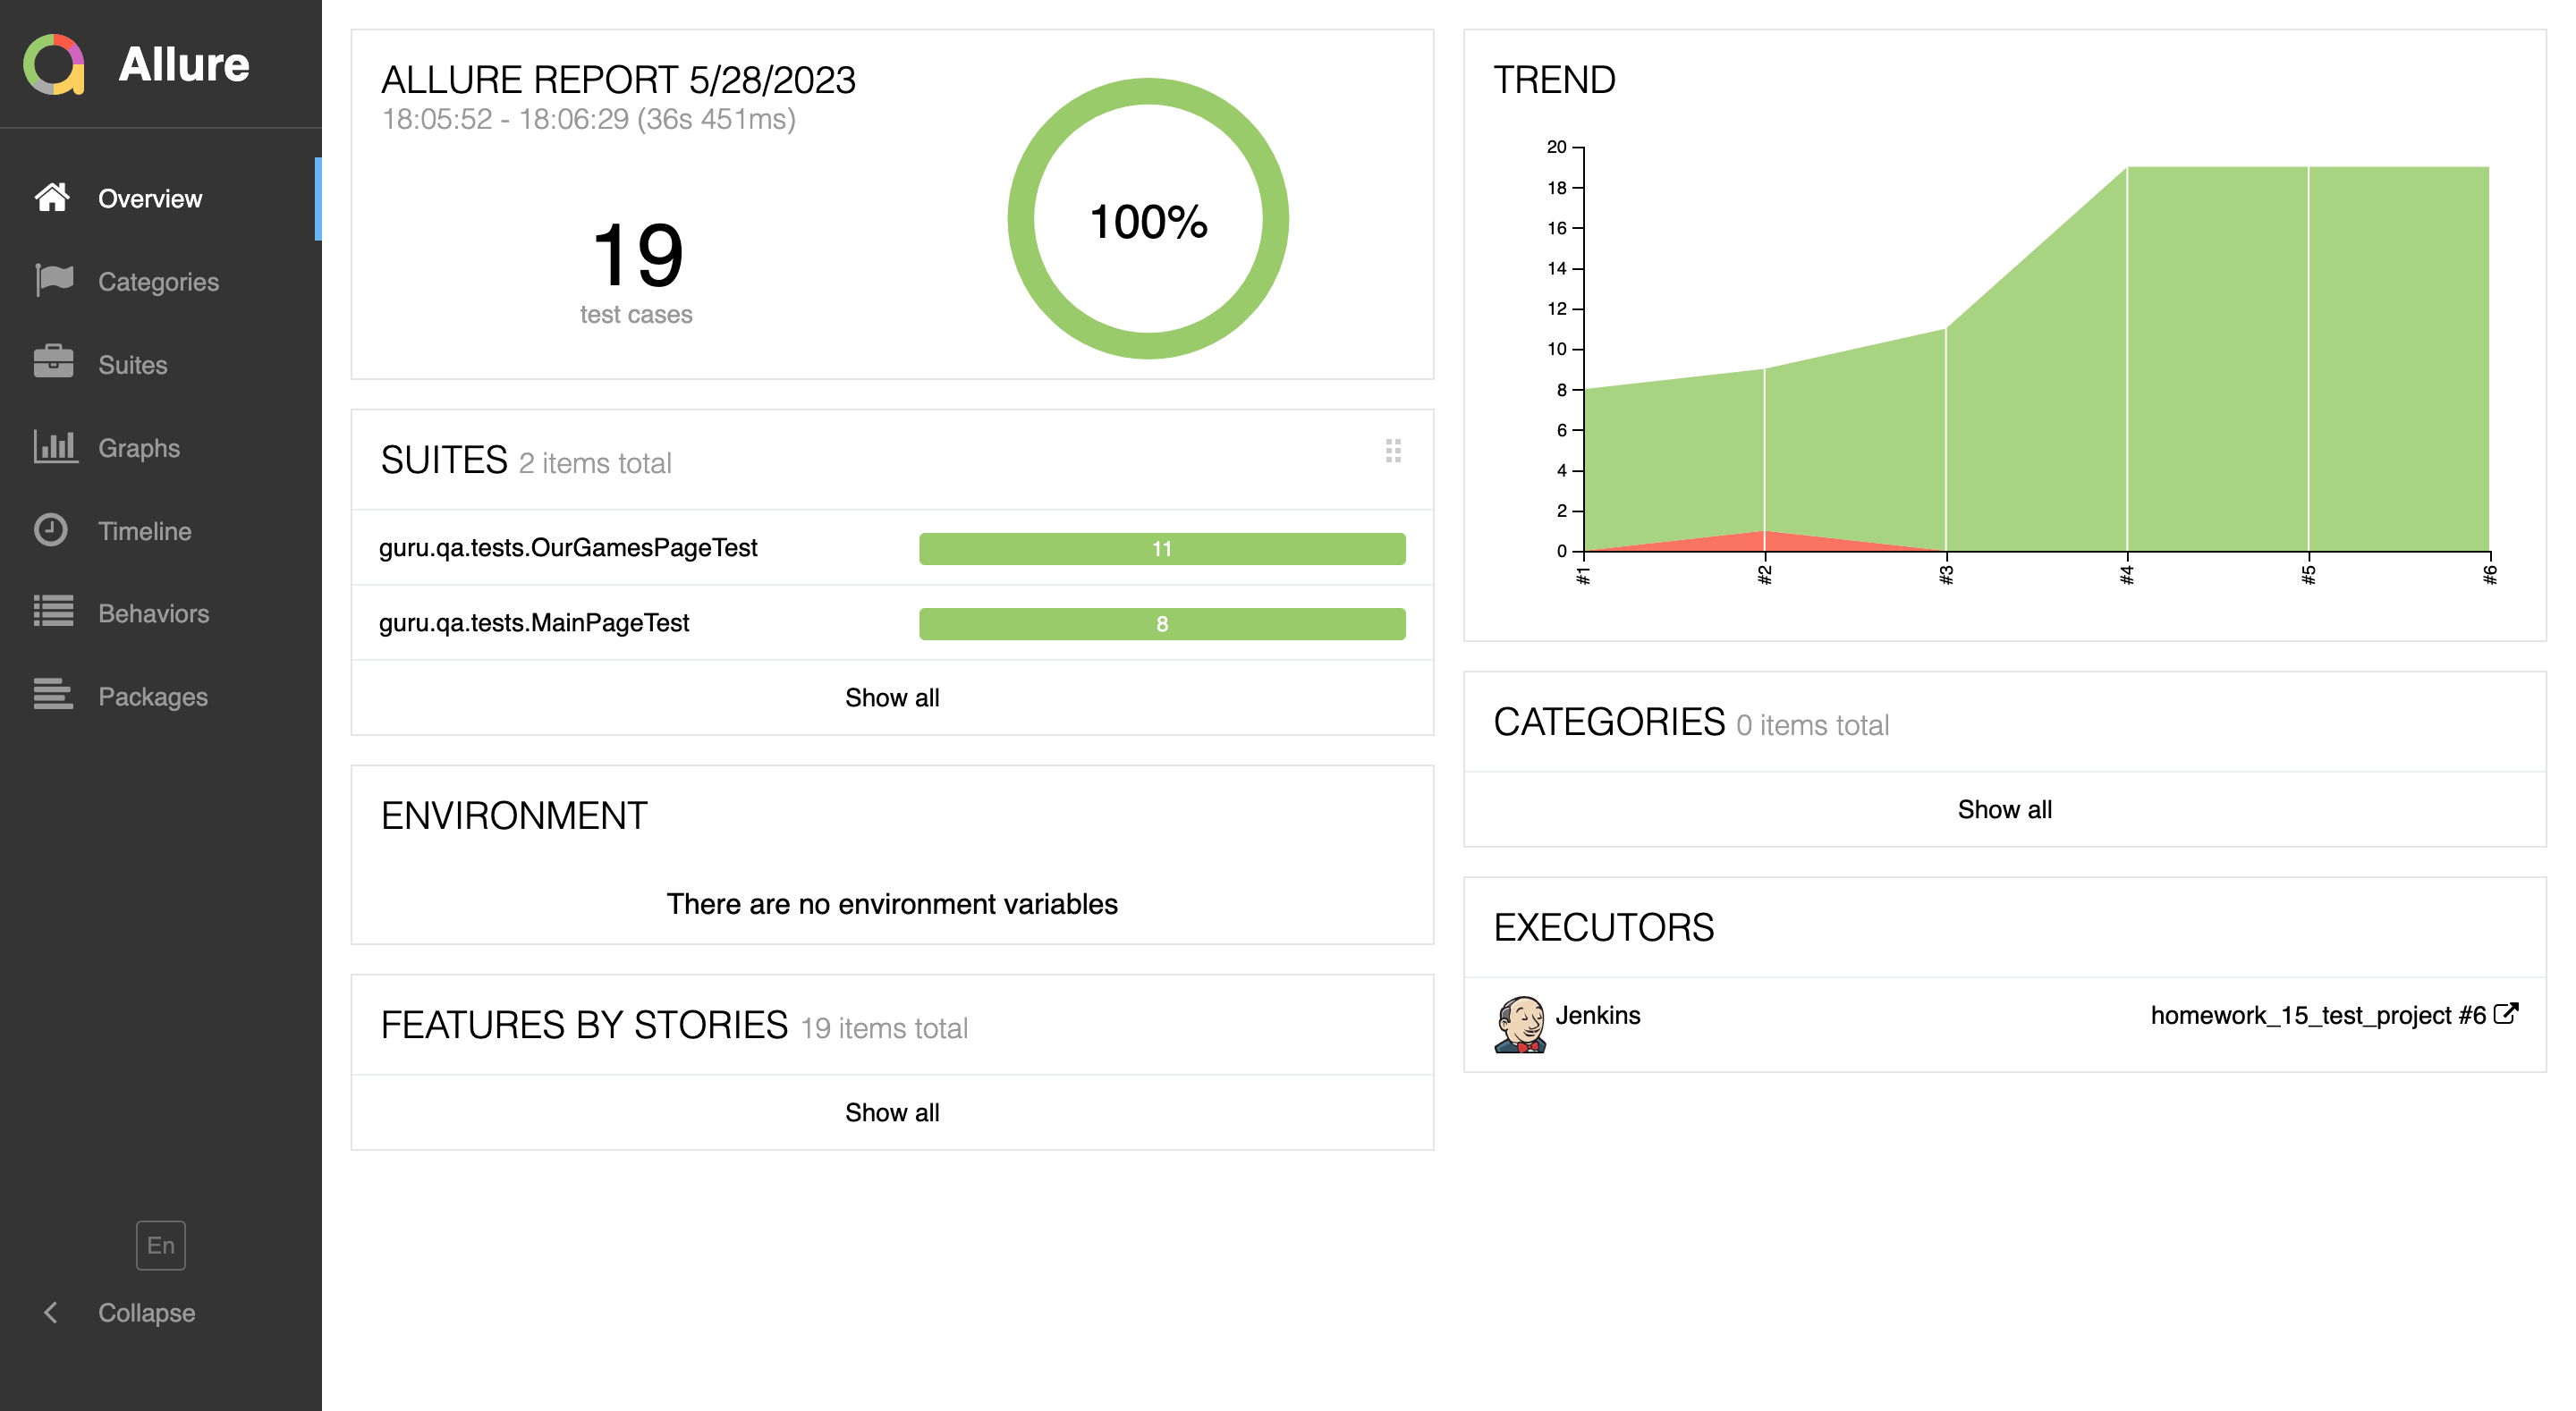 Allure
Overview
Categories
Suites
Graphs
Timeline
Behaviors
Packages
En
Collapse
ALLURE REPORT 5/28/2023
18:05:52 - 18:06:29 (36s 451ms)
19
test cases
100%
SUITES 2 items total
guru.qa.tests.OurGamesPageTest 11
guru.qa.tests.MainPageTest 8
Show all
ENVIRONMENT
There are no environment variables
FEATURES BY STORIES 19 items total
Show all
TREND
20
18
16
14
12
10
8
6
4
2
0
#1 #2 #3 #4 #5 #6
CATEGORIES 0 items total
Show all
EXECUTORS
Jenkins homework_15_test_project #6